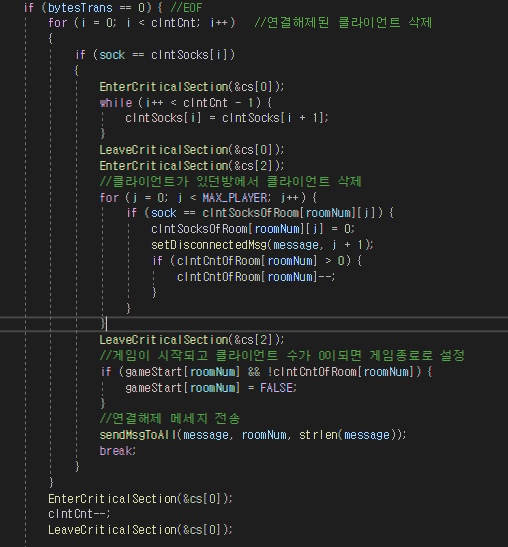 if (bytesTrans == 0) { //EOF
for (i = 0; i < clntCnt; i++) //연결해제된 클라이언트 삭제
{
if (sock == clntSocks[i])
{
EnterCriticalSection(&cs[0]);
while (i++ < clntCnt - 1) {
clntSocks[i] = clntSocks[i + 1];
}
LeaveCriticalSection(&cs[0]);
EnterCriticalSection(&cs[2]);
//클라이언트가 있던방에서 클라이언트 삭제
for (j = 0; j < MAX_PLAYER; j++) {
if (sock == clntSocksOfRoom[roomNum][j]) {
clntSocksOfRoom[roomNum][j] = 0;
setDisconnectedMsg(message, j + 1);
if (clntCntOfRoom[roomNum] > 0) {
clntCntOfRoom[roomNum]--;
}
}
}
LeaveCriticalSection(&cs[2]);
//게임이 시작되고 클라이언트 수가 0이되면 게임종료로 설정
if (gameStart[roomNum] && !clntCntOfRoom[roomNum]) {
gameStart[roomNum] = FALSE;
}
//연결해제 메세지 전송
sendMsgToAll(message, roomNum, strlen(message));
break;
}
}
EnterCriticalSection(&cs[0]);
clntCnt--;
LeaveCriticalSection(&cs[0]);